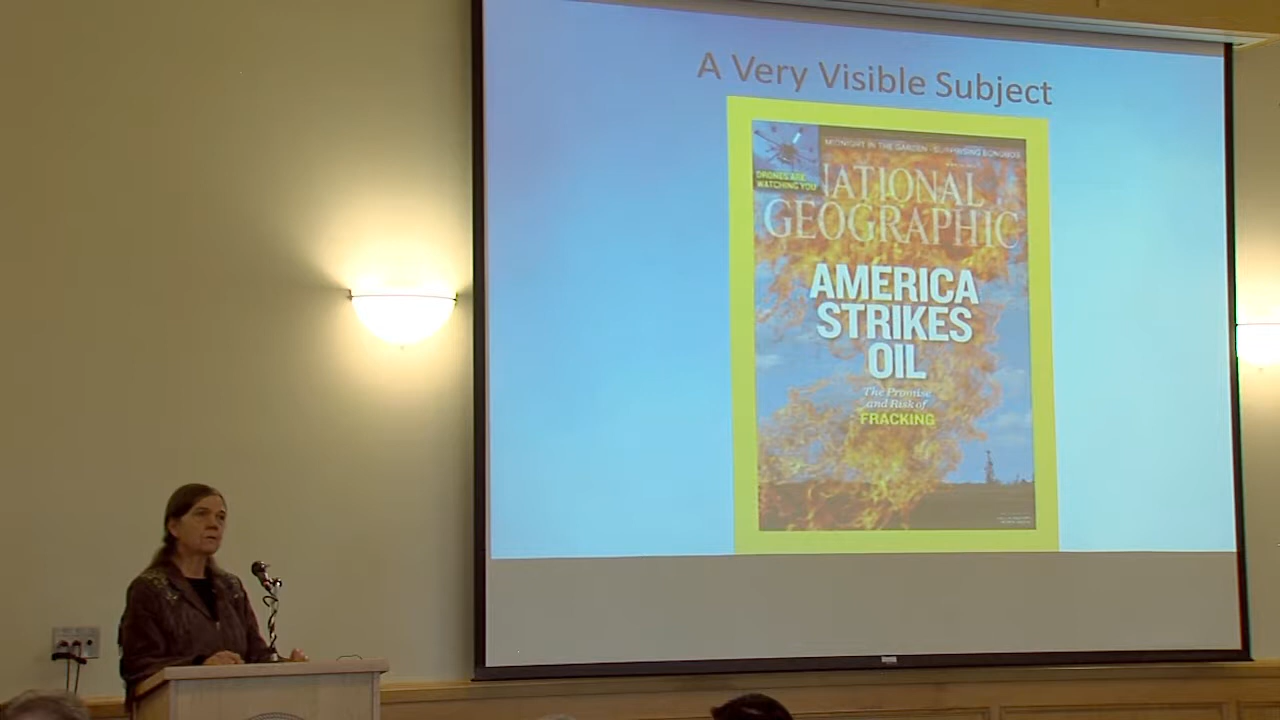 A Very Visible Subject
MIDNIGHT IN THE GARDEN · SURPRISING BONOBOS
DRONES ARE
WATCHING YOU
NATIONAL
GEOGRAPHIC
AMERICA
STRIKES
OIL
The Promise
and Risk of
FRACKING